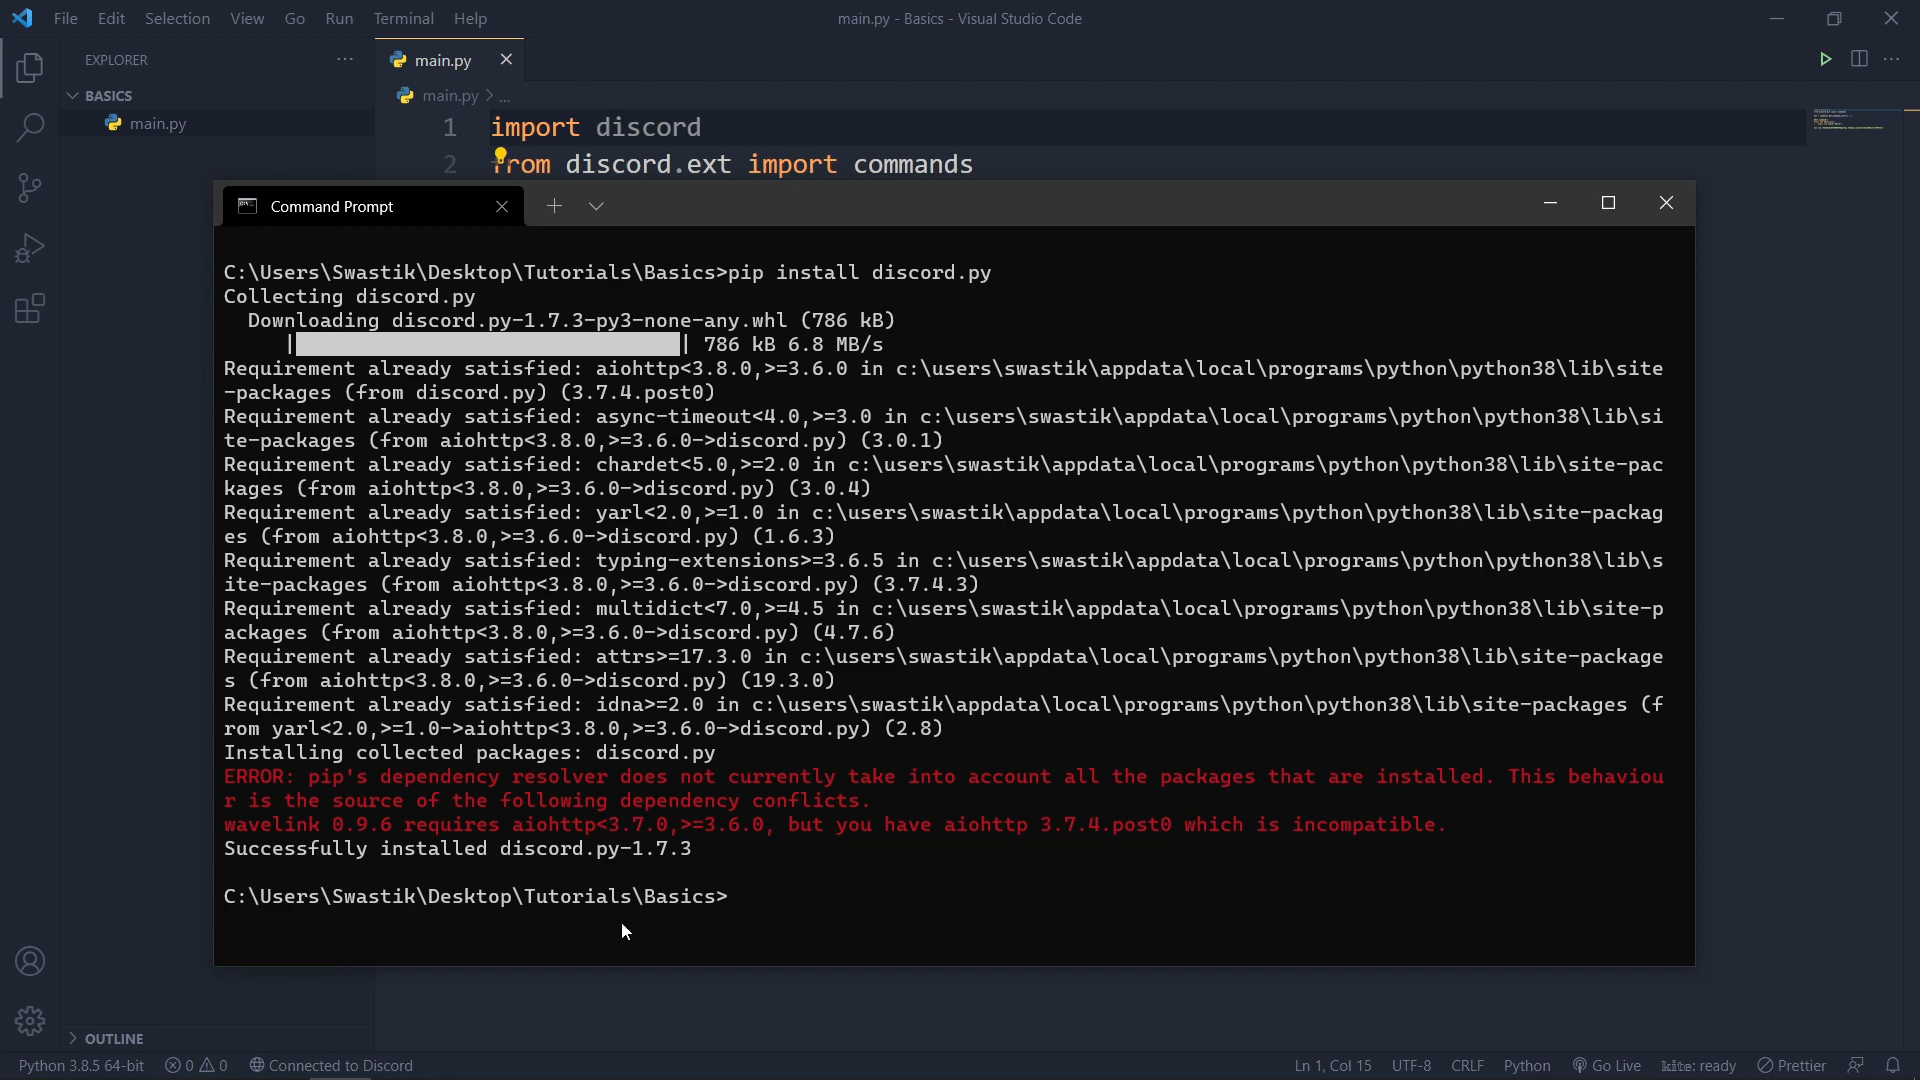 File Edit Selection View Go Run Terminal Help
main.py - Basics - Visual Studio Code
EXPLORER
main.py
BASICS
main.py > ...
main.py
1 import discord
2 from discord.ext import commands
Command Prompt
C:\Users\Swastik\Desktop\Tutorials\Basics>pip install discord.py
Collecting discord.py
Downloading discord.py-1.7.3-py3-none-any.whl (786 kB)
| | 786 kB 6.8 MB/s
Requirement already satisfied: aiohttp<3.8.0,>=3.6.0 in c:\users\swastik\appdata\local\programs\python\python38\lib\site
-packages (from discord.py) (3.7.4.post0)
Requirement already satisfied: async-timeout<4.0,>=3.0 in c:\users\swastik\appdata\local\programs\python\python38\lib\si
te-packages (from aiohttp<3.8.0,>=3.6.0->discord.py) (3.0.1)
Requirement already satisfied: chardet<5.0,>=2.0 in c:\users\swastik\appdata\local\programs\python\python38\lib\site-pac
kages (from aiohttp<3.8.0,>=3.6.0->discord.py) (3.0.4)
Requirement already satisfied: yarl<2.0,>=1.0 in c:\users\swastik\appdata\local\programs\python\python38\lib\site-packag
es (from aiohttp<3.8.0,>=3.6.0->discord.py) (1.6.3)
Requirement already satisfied: typing-extensions>=3.6.5 in c:\users\swastik\appdata\local\programs\python\python38\lib\s
ite-packages (from aiohttp<3.8.0,>=3.6.0->discord.py) (3.7.4.3)
Requirement already satisfied: multidict<7.0,>=4.5 in c:\users\swastik\appdata\local\programs\python\python38\lib\site-p
ackages (from aiohttp<3.8.0,>=3.6.0->discord.py) (4.7.6)
Requirement already satisfied: attrs>=17.3.0 in c:\users\swastik\appdata\local\programs\python\python38\lib\site-package
s (from aiohttp<3.8.0,>=3.6.0->discord.py) (19.3.0)
Requirement already satisfied: idna>=2.0 in c:\users\swastik\appdata\local\programs\python\python38\lib\site-packages (f
rom yarl<2.0,>=1.0->aiohttp<3.8.0,>=3.6.0->discord.py) (2.8)
Installing collected packages: discord.py
ERROR: pip's dependency resolver does not currently take into account all the packages that are installed. This behaviou
r is the source of the following dependency conflicts.
wavelink 0.9.6 requires aiohttp<3.7.0,>=3.6.0, but you have aiohttp 3.7.4.post0 which is incompatible.
Successfully installed discord.py-1.7.3
C:\Users\Swastik\Desktop\Tutorials\Basics>
OUTLINE
Python 3.8.5 64-bit 0 0 Connected to Discord Ln 1, Col 15 UTF-8 CRLF Python Go Live kite: ready Prettier